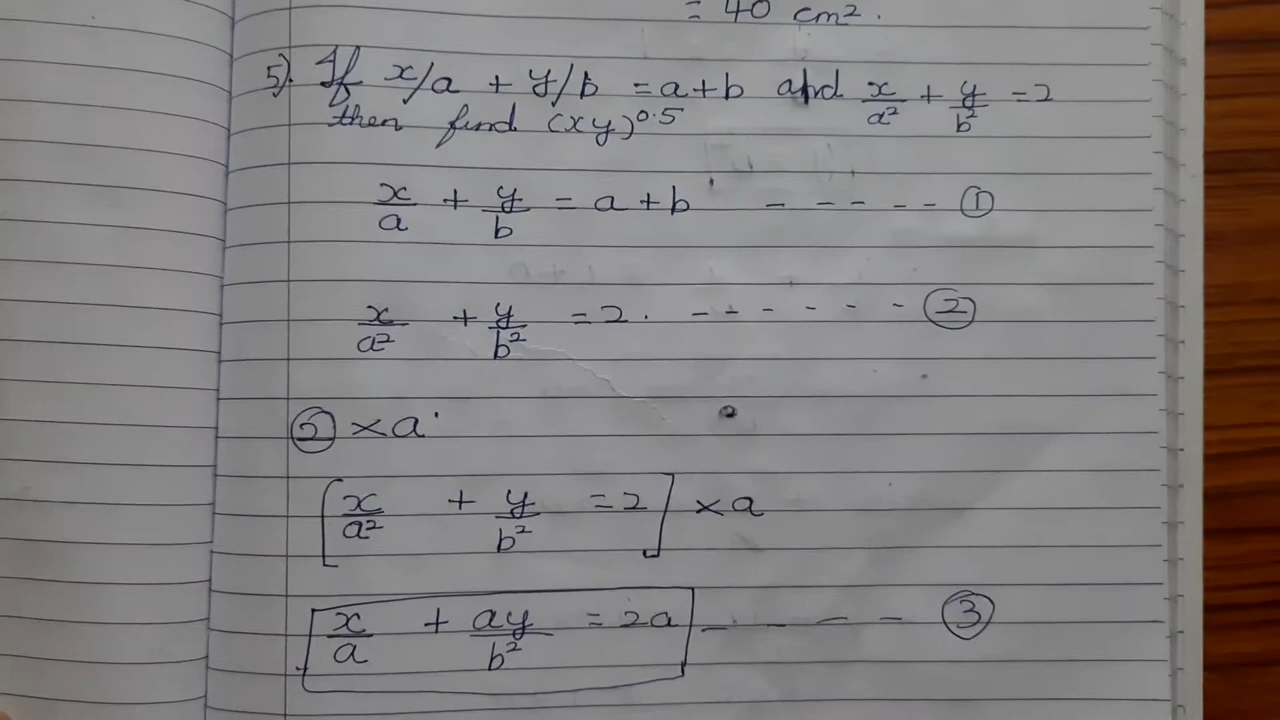 = 40 cm².
5). If x/a + y/b = a+b and x/a² + y/b² = 2
then find (xy)^0.5
x/a + y/b = a+b - - - - - ①
x/a² + y/b² = 2. - - - - - - ②
② × a
[x/a² + y/b² = 2] × a
x/a + ay/b² = 2a - - - - ③